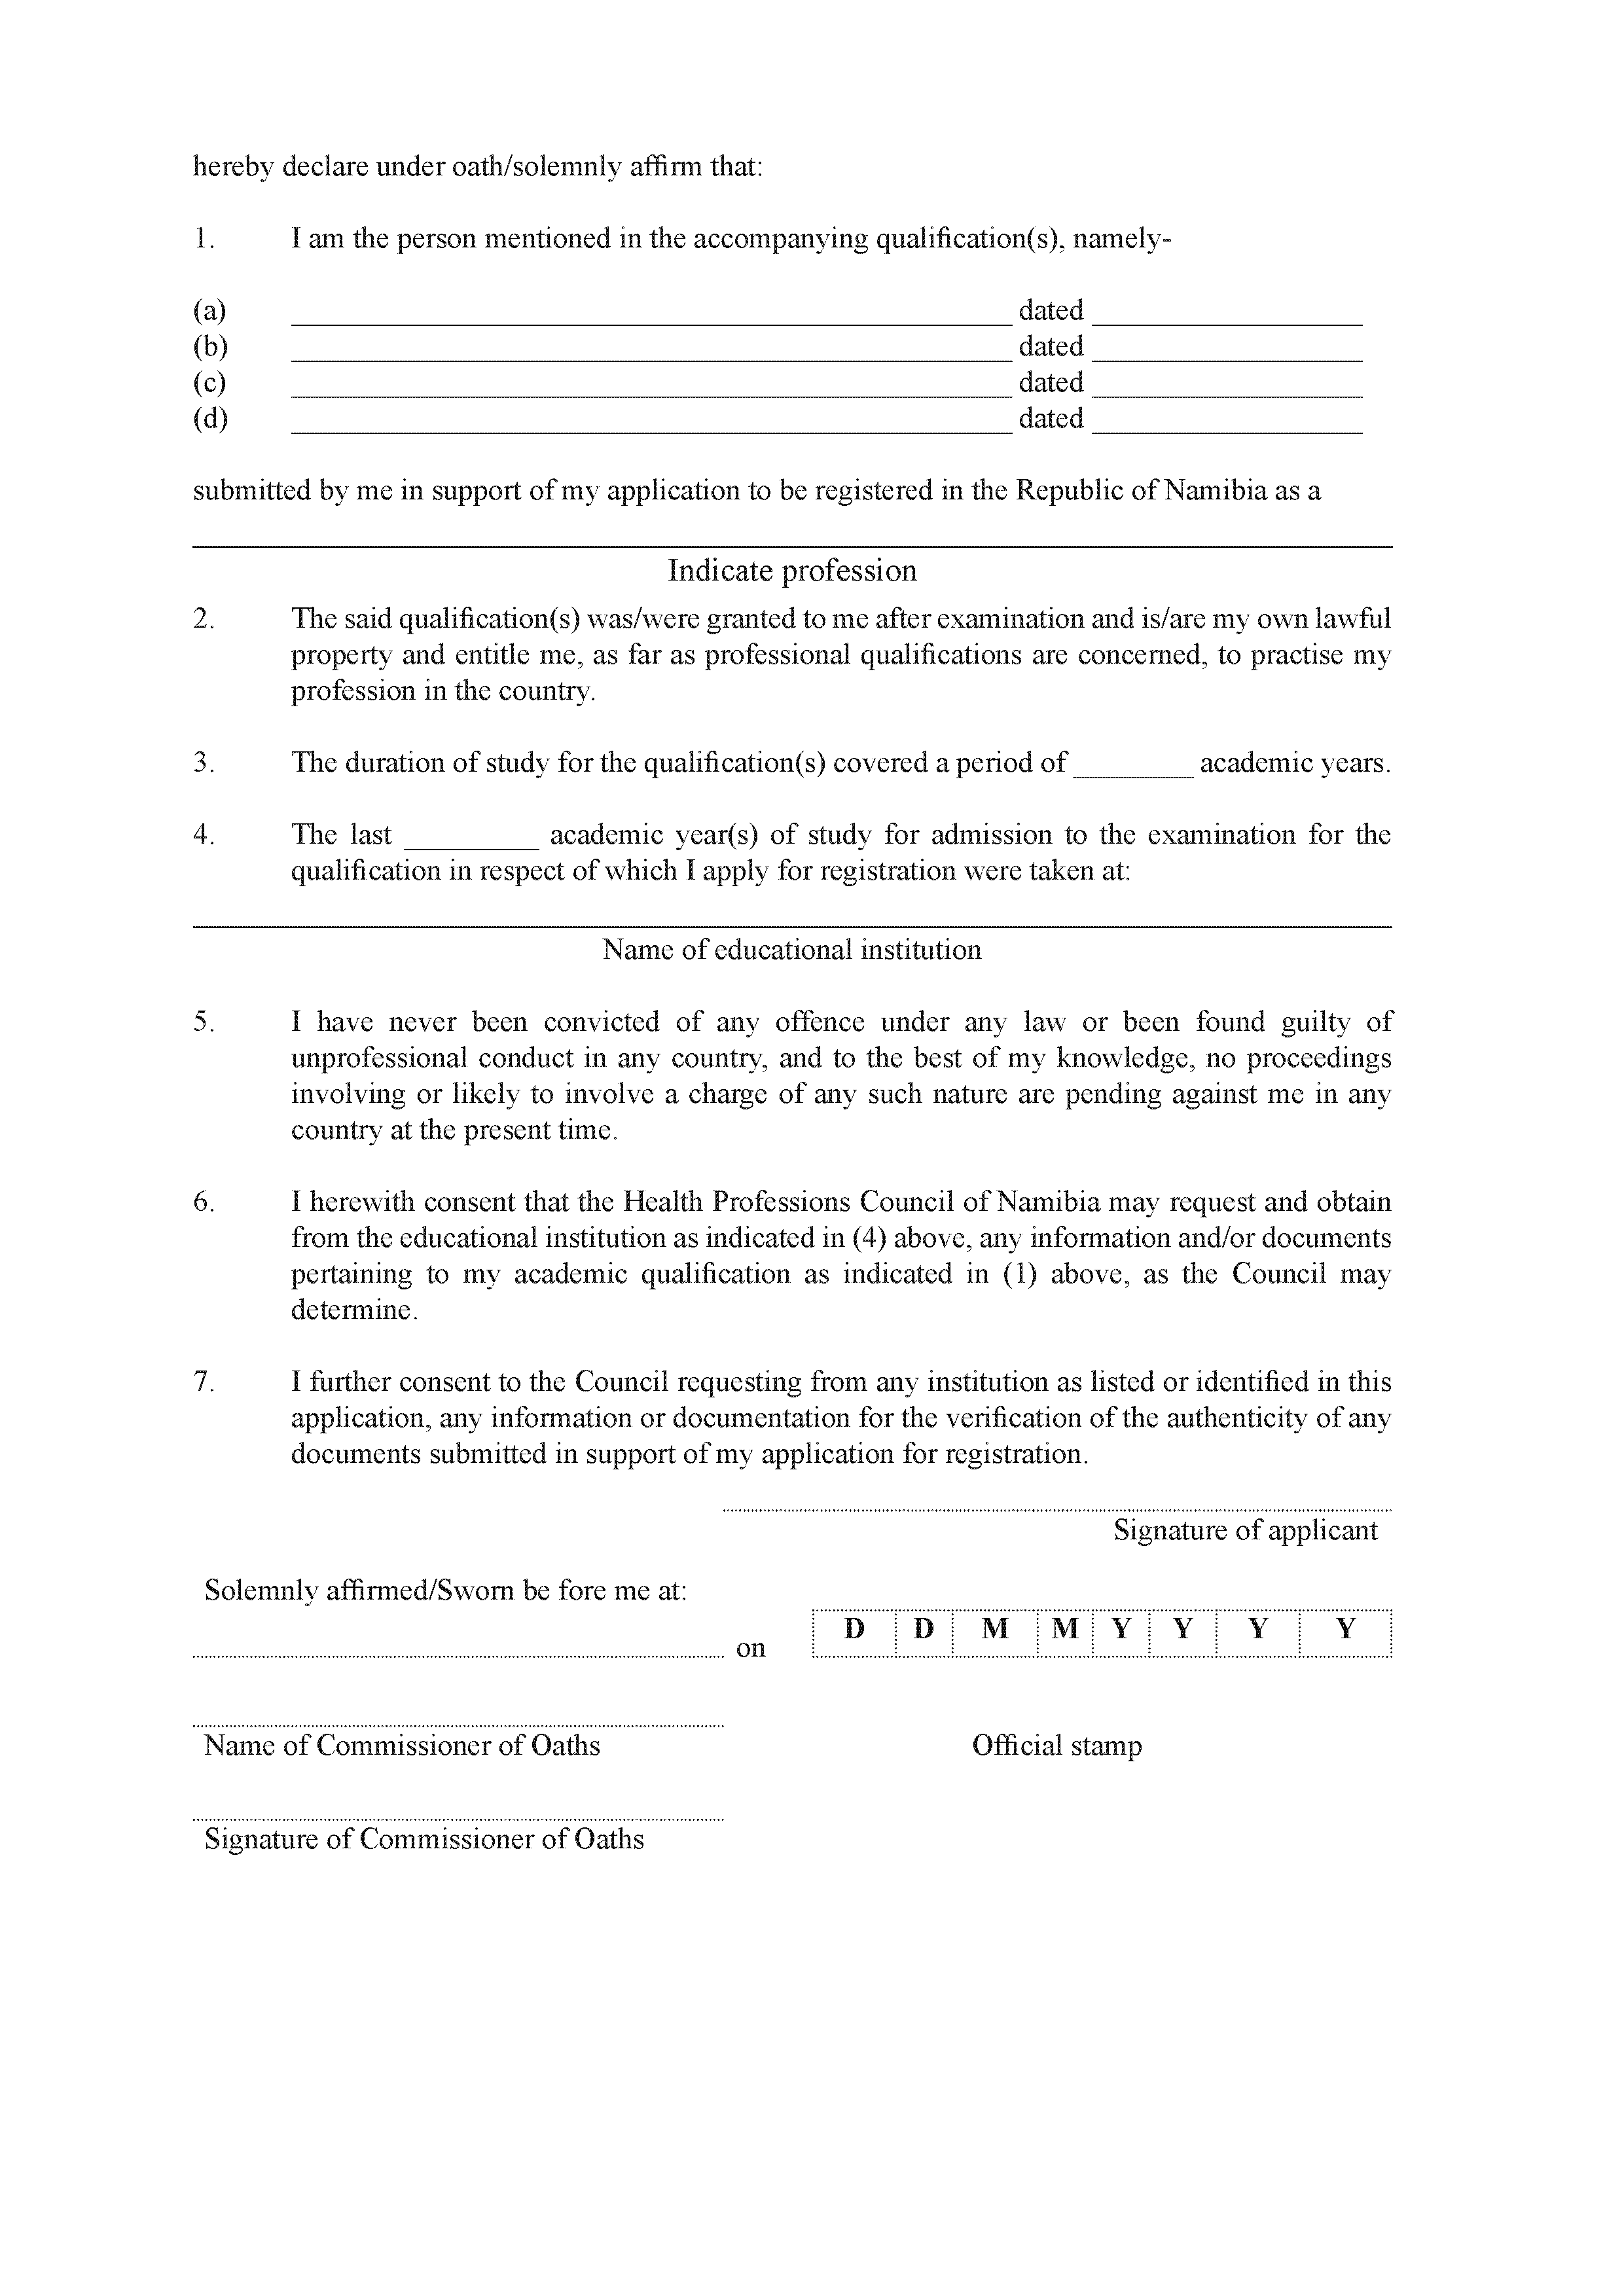 hereby declare under oath/solemnly affirm that:
1. I am the person mentioned in the accompanying qualification(s), namely-
(a) ________________ dated ________
(b) ________________ dated ________
(c) ________________ dated ________
(d) ________________ dated ________
submitted by me in support of my application to be registered in the Republic of Namibia as a
Indicate profession
2. The said qualification(s) was/were granted to me after examination and is/are my own lawful
property and entitle me, as far as professional qualifications are concerned, to practise my
profession in the country.
3. The duration of study for the qualification(s) covered a period of ________ academic years.
4. The last _________ academic year(s) of study for admission to the examination for the
qualification in respect of which I apply for registration were taken at:
Name of educational institution
5. I have never been convicted of any offence under any law or been found guilty of
unprofessional conduct in any country, and to the best of my knowledge, no proceedings
involving or likely to involve a charge of any such nature are pending against me in any
country at the present time.
6. I herewith consent that the Health Professions Council of Namibia may request and obtain
from the educational institution as indicated in (4) above, any information and/or documents
pertaining to my academic qualification as indicated in (1) above, as the Council may
determine.
7. I further consent to the Council requesting from any institution as listed or identified in this
application, any information or documentation for the verification of the authenticity of any
documents submitted in support of my application for registration.
Signature of applicant
Solemnly affirmed/Sworn be fore me at:
on D D M M Y Y Y Y
Name of Commissioner of Oaths Official stamp
Signature of Commissioner of Oaths